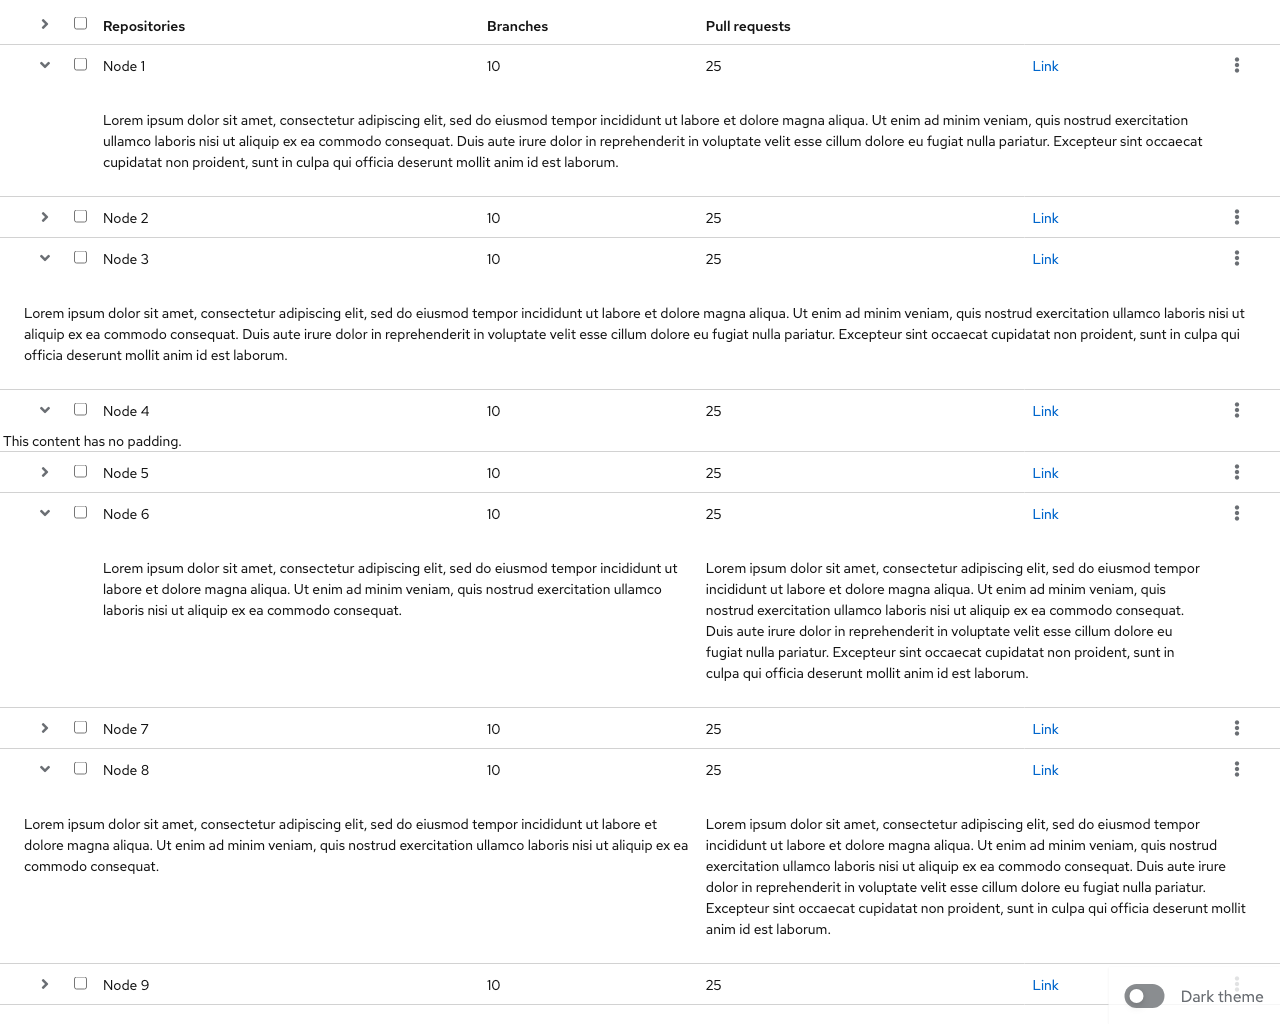 Repositories Branches Pull requests
Node 1 10 25 Link
Lorem ipsum dolor sit amet, consectetur adipiscing elit, sed do eiusmod tempor incididunt ut labore et dolore magna aliqua. Ut enim ad minim veniam, quis nostrud exercitation
ullamco laboris nisi ut aliquip ex ea commodo consequat. Duis aute irure dolor in reprehenderit in voluptate velit esse cillum dolore eu fugiat nulla pariatur. Excepteur sint occaecat
cupidatat non proident, sunt in culpa qui officia deserunt mollit anim id est laborum.
Node 2 10 25 Link
Node 3 10 25 Link
Lorem ipsum dolor sit amet, consectetur adipiscing elit, sed do eiusmod tempor incididunt ut labore et dolore magna aliqua. Ut enim ad minim veniam, quis nostrud exercitation ullamco laboris nisi ut
aliquip ex ea commodo consequat. Duis aute irure dolor in reprehenderit in voluptate velit esse cillum dolore eu fugiat nulla pariatur. Excepteur sint occaecat cupidatat non proident, sunt in culpa qui
officia deserunt mollit anim id est laborum.
Node 4 10 25 Link
This content has no padding.
Node 5 10 25 Link
Node 6 10 25 Link
Lorem ipsum dolor sit amet, consectetur adipiscing elit, sed do eiusmod tempor incididunt ut
labore et dolore magna aliqua. Ut enim ad minim veniam, quis nostrud exercitation ullamco
laboris nisi ut aliquip ex ea commodo consequat.
Lorem ipsum dolor sit amet, consectetur adipiscing elit, sed do eiusmod tempor
incididunt ut labore et dolore magna aliqua. Ut enim ad minim veniam, quis
nostrud exercitation ullamco laboris nisi ut aliquip ex ea commodo consequat.
Duis aute irure dolor in reprehenderit in voluptate velit esse cillum dolore eu
fugiat nulla pariatur. Excepteur sint occaecat cupidatat non proident, sunt in
culpa qui officia deserunt mollit anim id est laborum.
Node 7 10 25 Link
Node 8 10 25 Link
Lorem ipsum dolor sit amet, consectetur adipiscing elit, sed do eiusmod tempor incididunt ut labore et
dolore magna aliqua. Ut enim ad minim veniam, quis nostrud exercitation ullamco laboris nisi ut aliquip ex ea
commodo consequat.
Lorem ipsum dolor sit amet, consectetur adipiscing elit, sed do eiusmod tempor
incididunt ut labore et dolore magna aliqua. Ut enim ad minim veniam, quis nostrud
exercitation ullamco laboris nisi ut aliquip ex ea commodo consequat. Duis aute irure
dolor in reprehenderit in voluptate velit esse cillum dolore eu fugiat nulla pariatur.
Excepteur sint occaecat cupidatat non proident, sunt in culpa qui officia deserunt mollit
anim id est laborum.
Node 9 10 25 Link
Dark theme